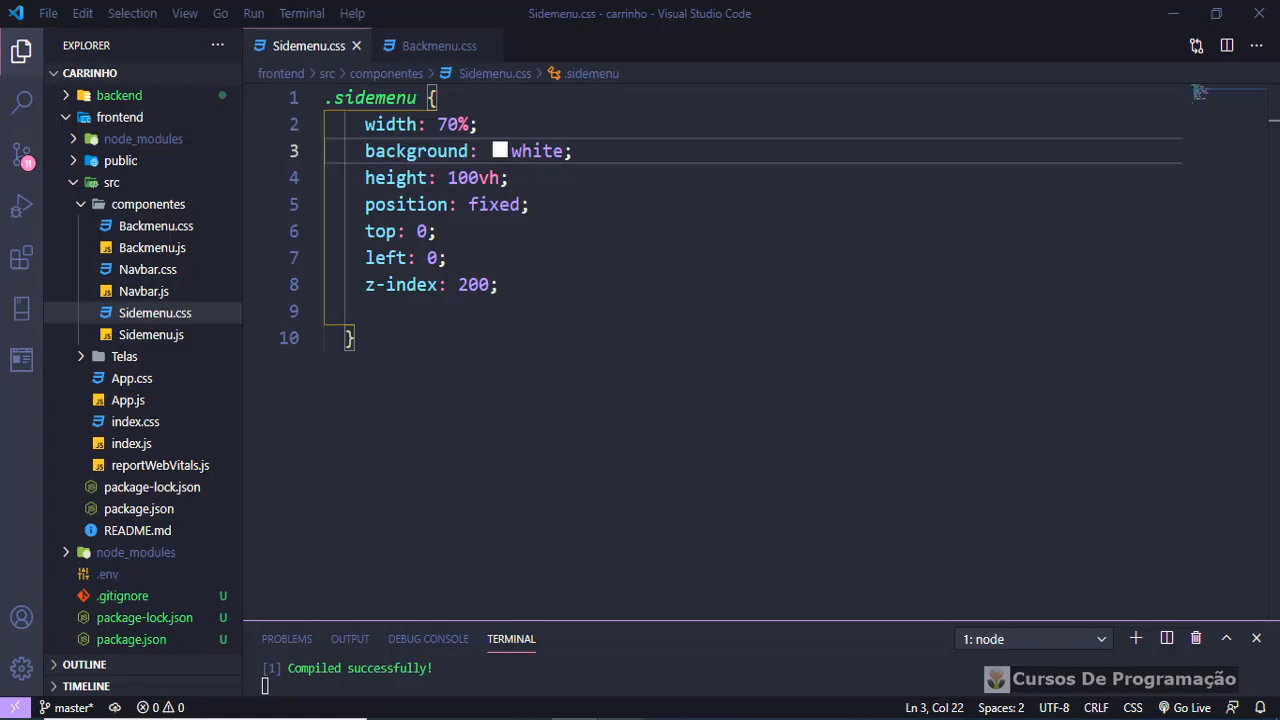 File Edit Selection View Go Run Terminal Help Sidemenu.css - carrinho - Visual Studio Code
EXPLORER
CARRINHO
backend
frontend
node_modules
public
src
componentes
Backmenu.css
Backmenu.js
Navbar.css
Navbar.js
Sidemenu.css
Sidemenu.js
Telas
App.css
App.js
index.css
index.js
reportWebVitals.js
package-lock.json
package.json
README.md
node_modules
.env
.gitignore U
package-lock.json U
package.json U
OUTLINE
TIMELINE
11
Sidemenu.css Backmenu.css
frontend > src > componentes > Sidemenu.css > .sidemenu
1 .sidemenu {
2 width: 70%;
3 background: white;
4 height: 100vh;
5 position: fixed;
6 top: 0;
7 left: 0;
8 z-index: 200;
9
10 }
PROBLEMS OUTPUT DEBUG CONSOLE TERMINAL 1: node
[1] Compiled successfully!
Cursos De Programação
master* 0 0 Ln 3, Col 22 Spaces: 2 UTF-8 CRLF CSS Go Live